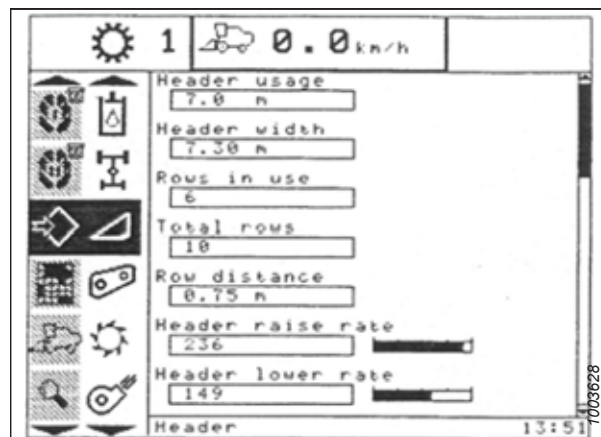 1
0.0 km/h
Header usage
7.0 m
Header width
7.30 m
Rows in use
6
Total rows
10
Row distance
0.75 m
Header raise rate
236
Header lower rate
149
Header 13:51
1003628